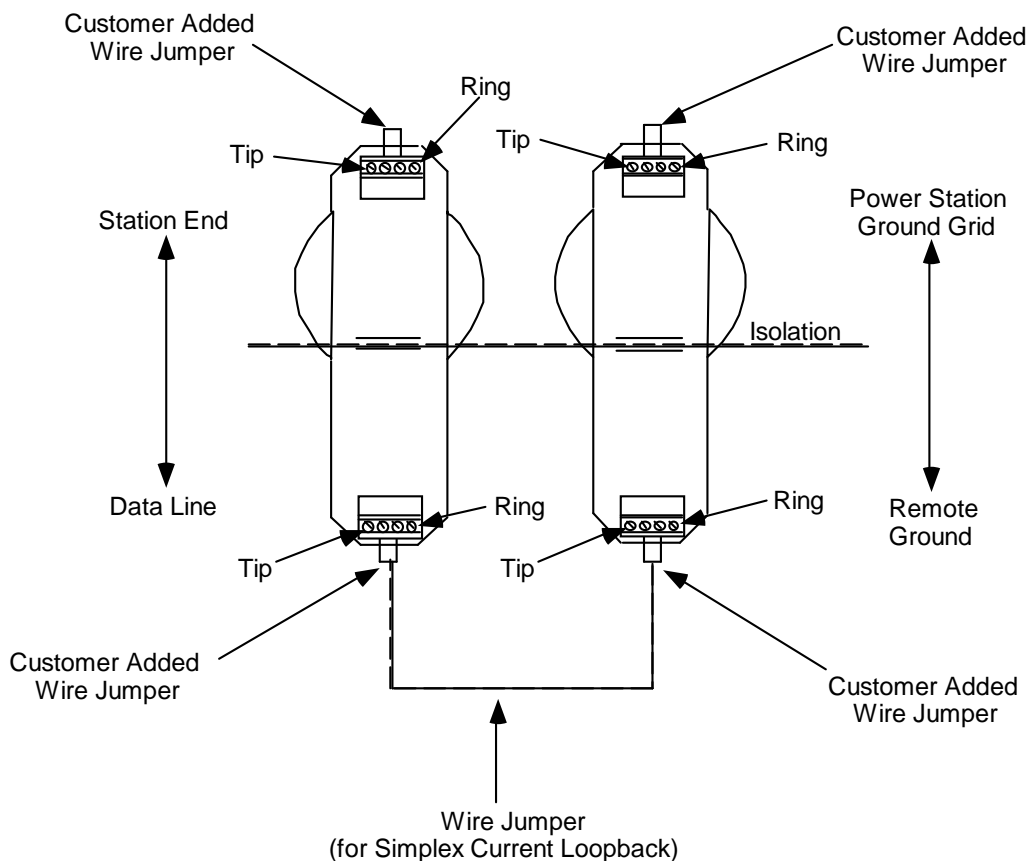 Customer Added
Wire Jumper
Customer Added
Wire Jumper
Ring
Tip
Tip
Ring
Station End
Power Station
Ground Grid
Isolation
Data Line
Ring
Ring
Remote
Ground
Tip
Tip
Customer Added
Wire Jumper
Customer Added
Wire Jumper
Wire Jumper
(for Simplex Current Loopback)